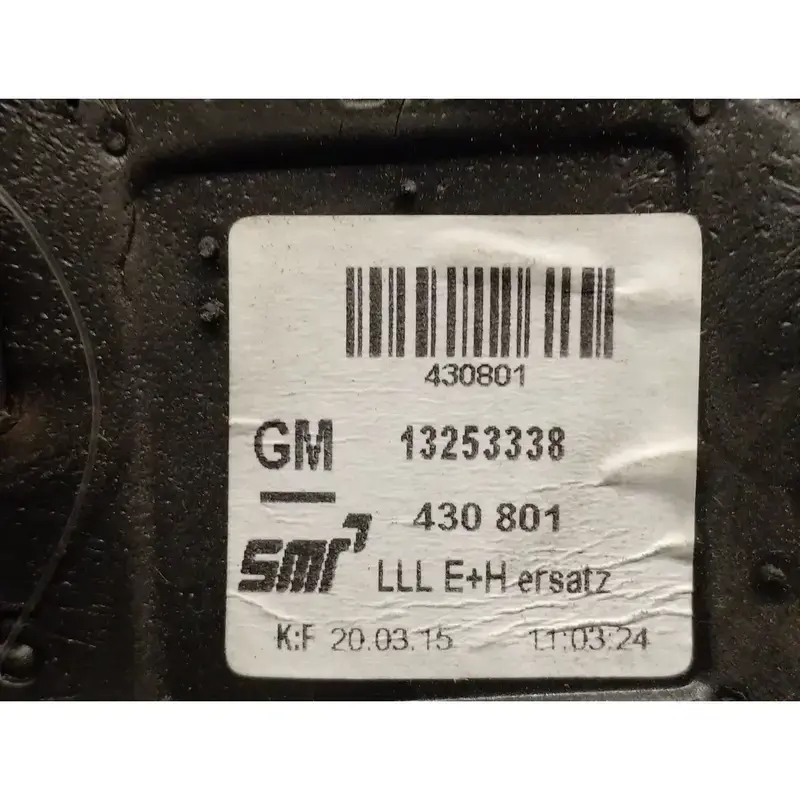 430801
GM 13253338
430 801
smr LLL E+H ersatz
K:F 20.03.15 11:03:24